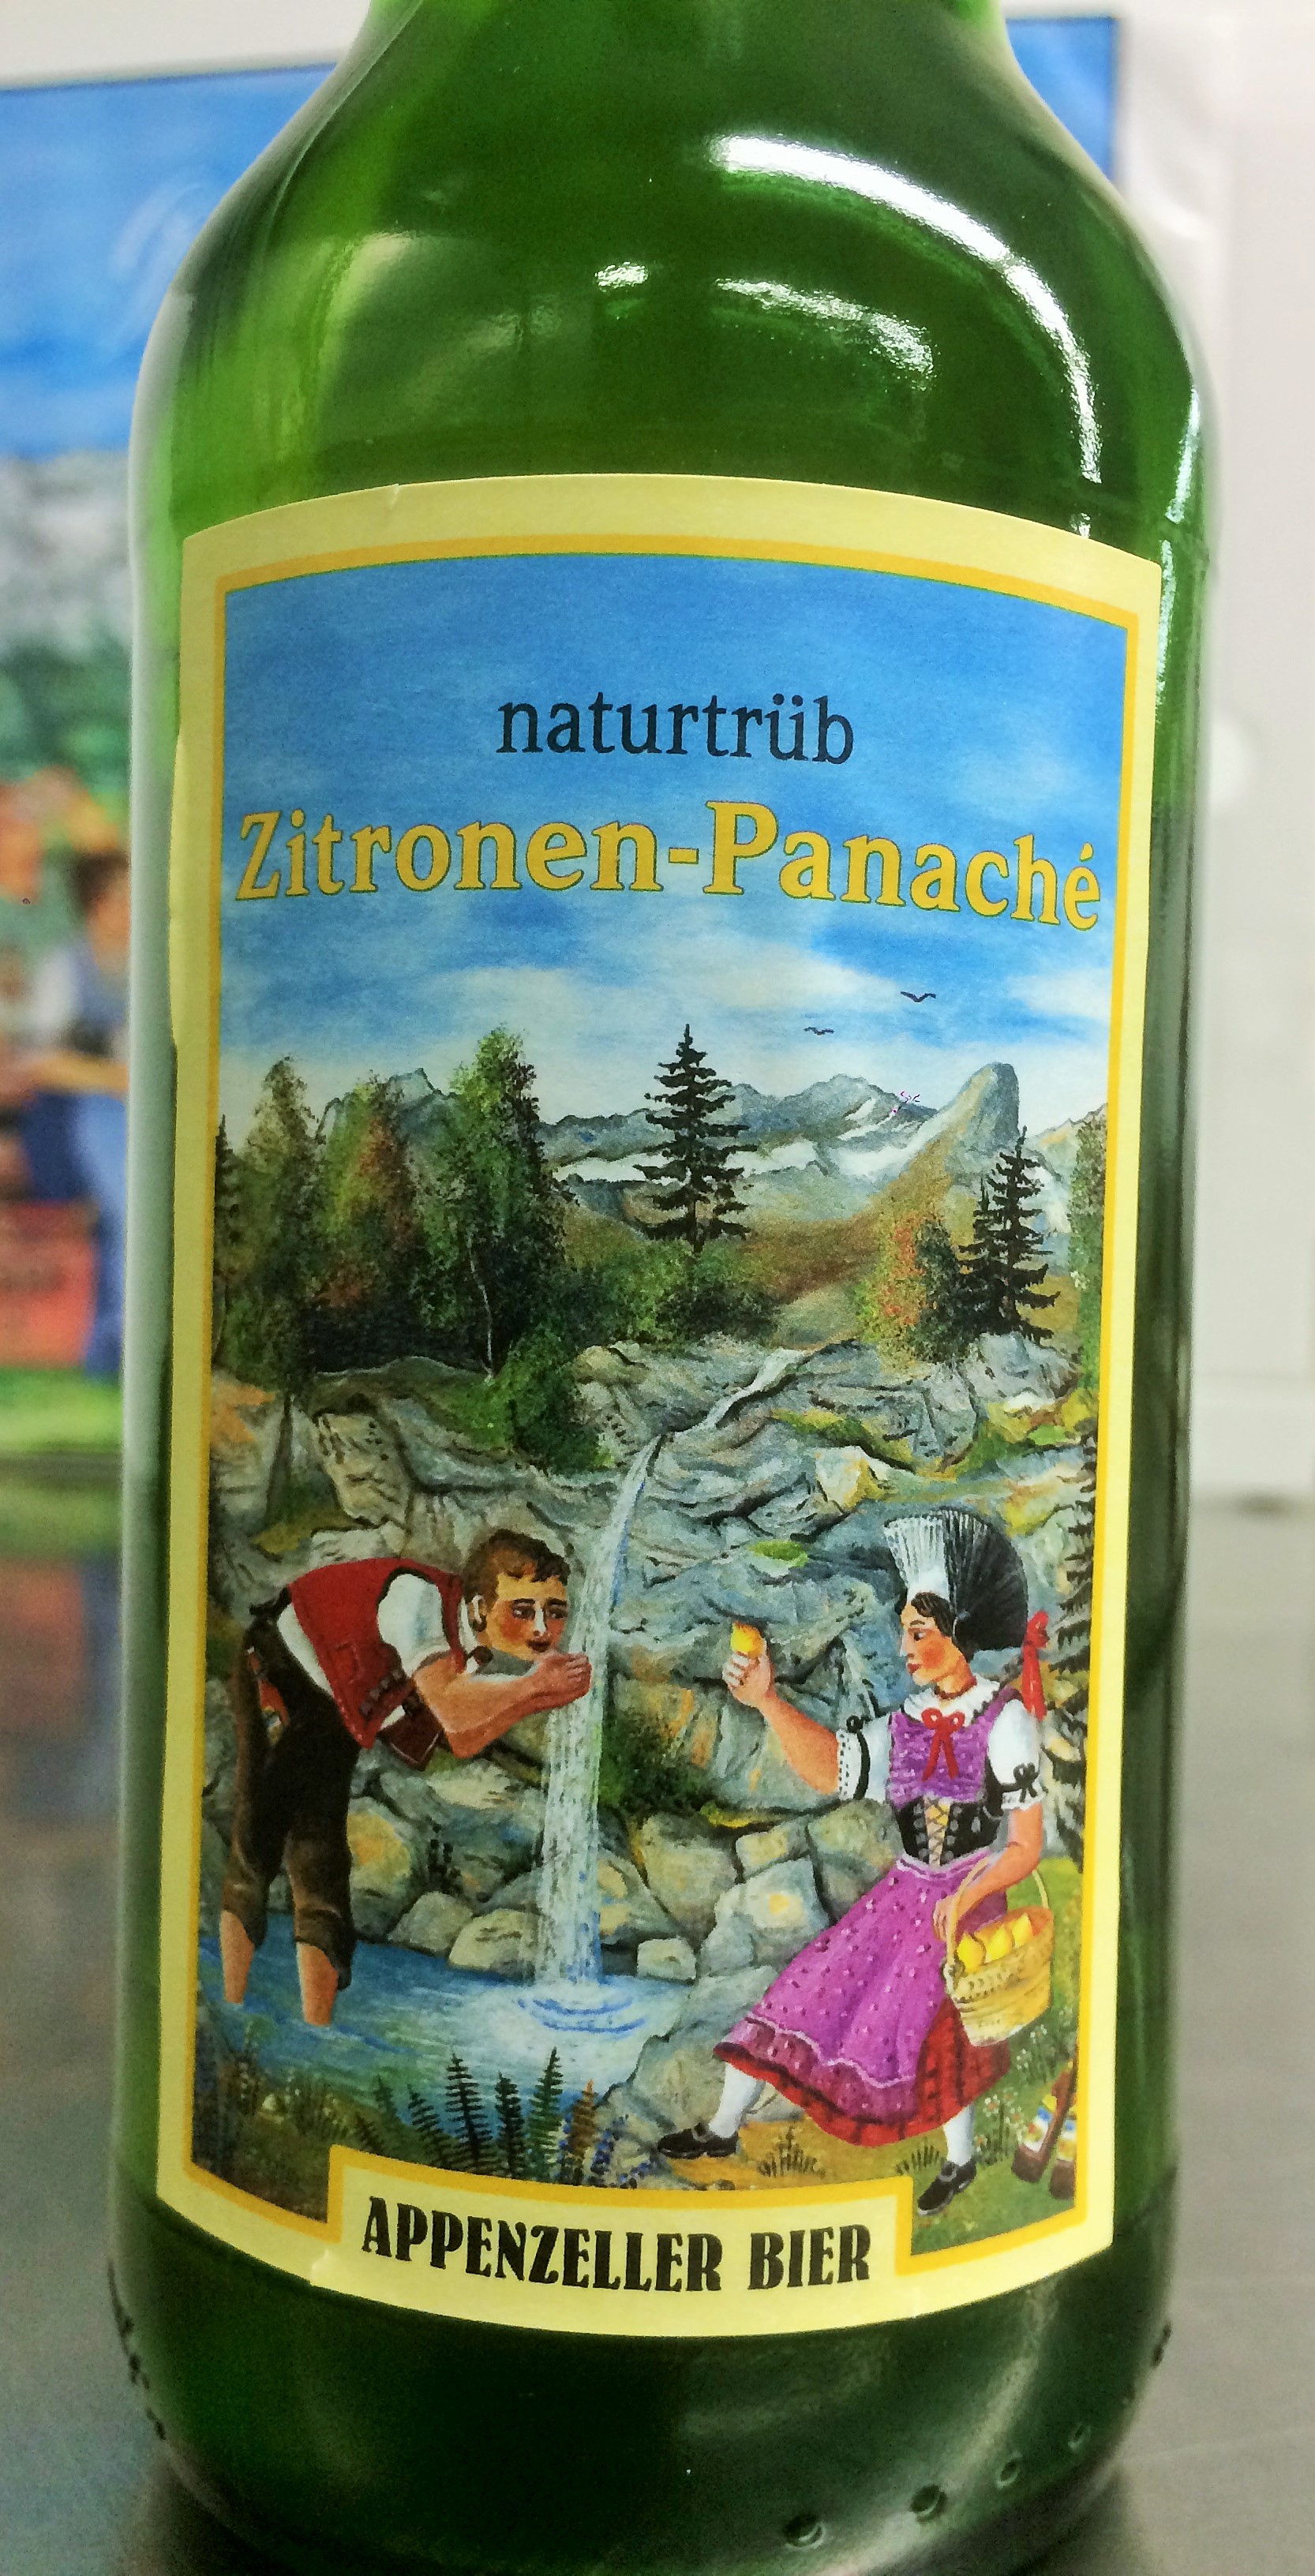 naturtrüb
Zitronen-Panaché
APPENZELLER BIER